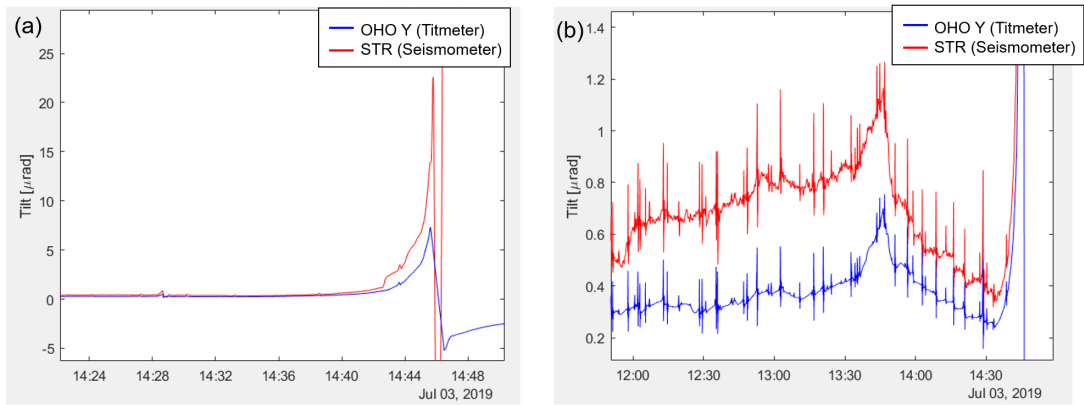 (a)
OHO Y (Titmeter)
STR (Seismometer)
Tilt [μrad]
25
20
15
10
5
0
-5
14:24 14:28 14:32 14:36 14:40 14:44 14:48
Jul 03, 2019
(b)
OHO Y (Titmeter)
STR (Seismometer)
Tilt [μrad]
1.4
1.2
1
0.8
0.6
0.4
0.2
12:00 12:30 13:00 13:30 14:00 14:30
Jul 03, 2019